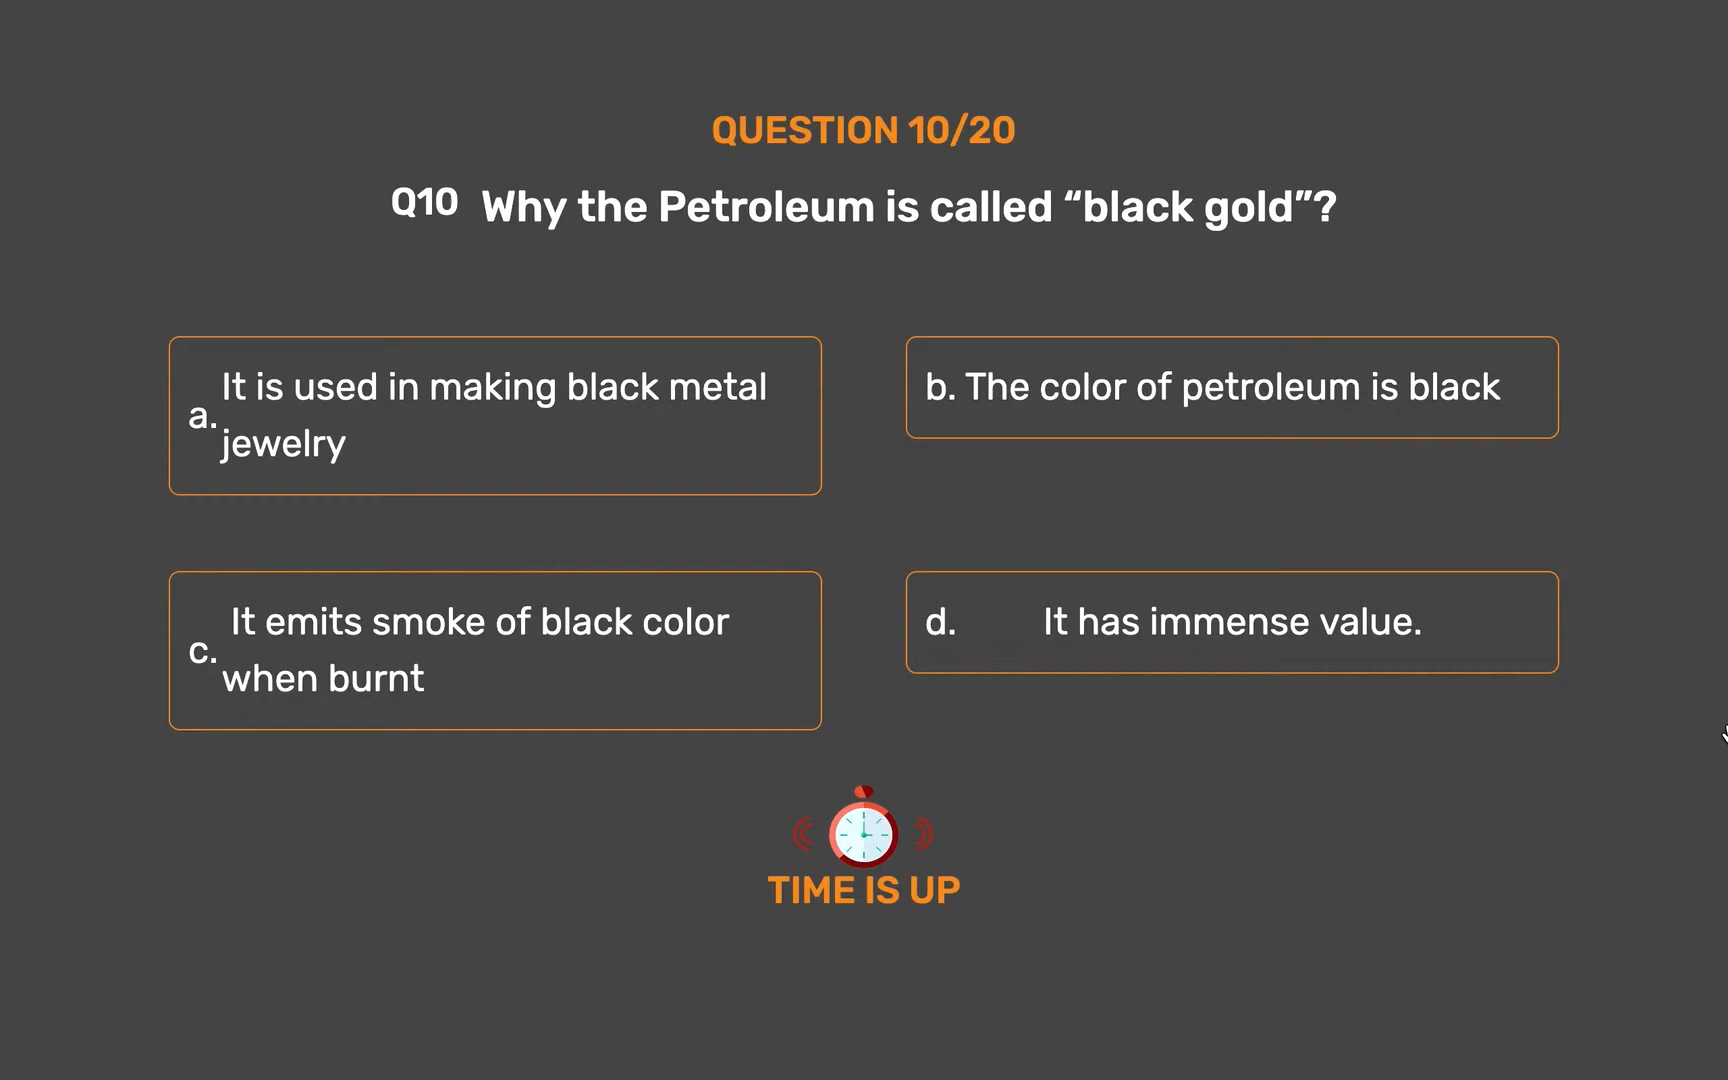 QUESTION 10/20
Q10 Why the Petroleum is called “black gold”?
a. It is used in making black metal
jewelry
b. The color of petroleum is black
c. It emits smoke of black color
when burnt
d. It has immense value.
TIME IS UP